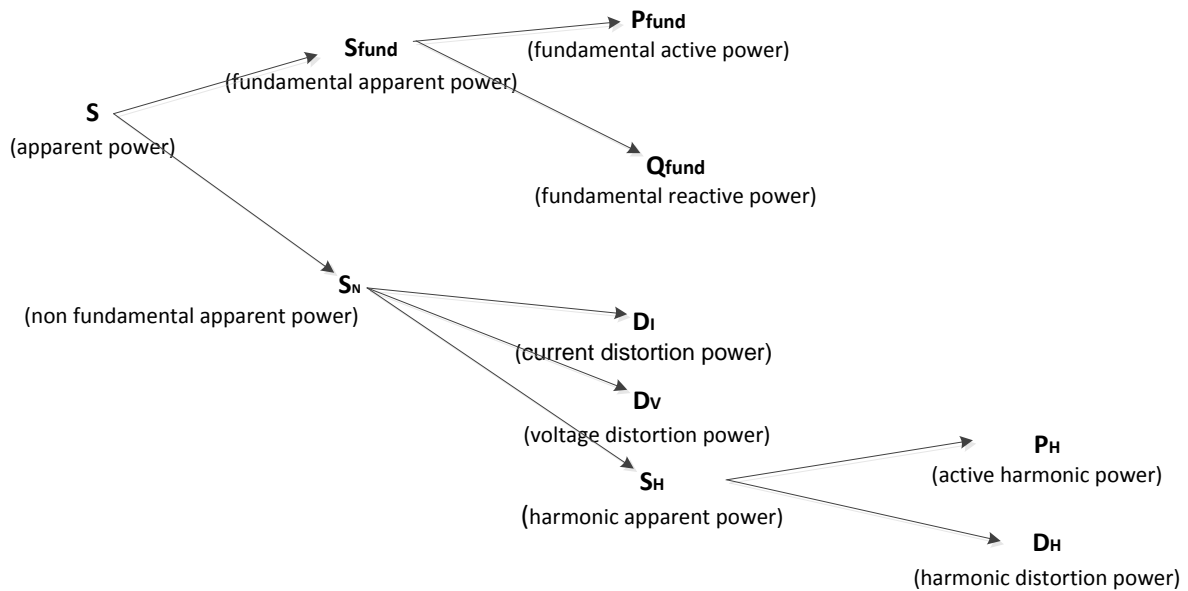 Pfund
(fundamental active power)
Sfund
(fundamental apparent power)
S
(apparent power)
Qfund
(fundamental reactive power)
SN
(non fundamental apparent power)
DI
(current distortion power)
DV
(voltage distortion power)
SH
(harmonic apparent power)
PH
(active harmonic power)
DH
(harmonic distortion power)